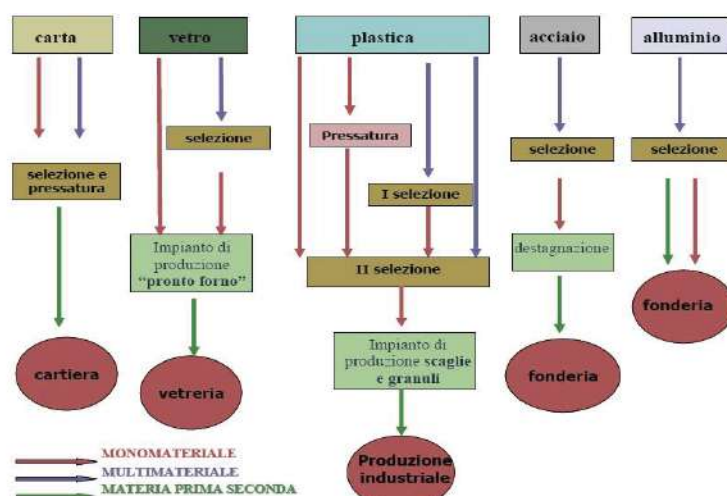 carta
vetro
plastica
acciaio
alluminio
selezione
Pressatura
selezione
selezione
selezione e
pressatura
I selezione
Impianto di
produzione
“pronto forno”
II selezione
destagnazione
fonderia
cartiera
vetreria
Impianto di
produzione scaglie
e granuli
fonderia
MONOMATERIALE
MULTIMATERIALE
MATERIA PRIMA SECONDA
Produzione
industriale